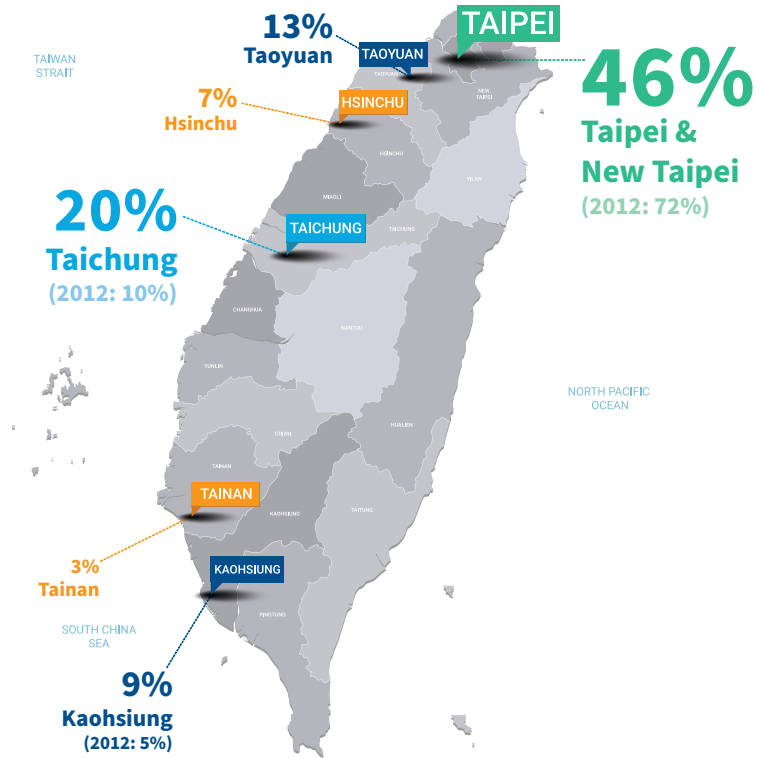 TAIPEI
13%
Taoyuan
TAOYUAN
TAOYUAN
TAIWAN
STRAIT
46%
Taipei &
New Taipei
(2012: 72%)
NEW
TAIPEI
7%
Hsinchu
HSINCHU
HSINCHU
YILAN
MIAOLI
20%
Taichung
(2012: 10%)
TAICHUNG
TAICHUNG
CHANGHUA
NANTOU
YUNLIN
NORTH PACIFIC
OCEAN
HUALIEN
CHIAYI
TAINAN
TAINAN
KAOHSIUNG
TAITUNG
3%
Tainan
KAOHSIUNG
PINGTUNG
SOUTH CHINA
SEA
9%
Kaohsiung
(2012: 5%)